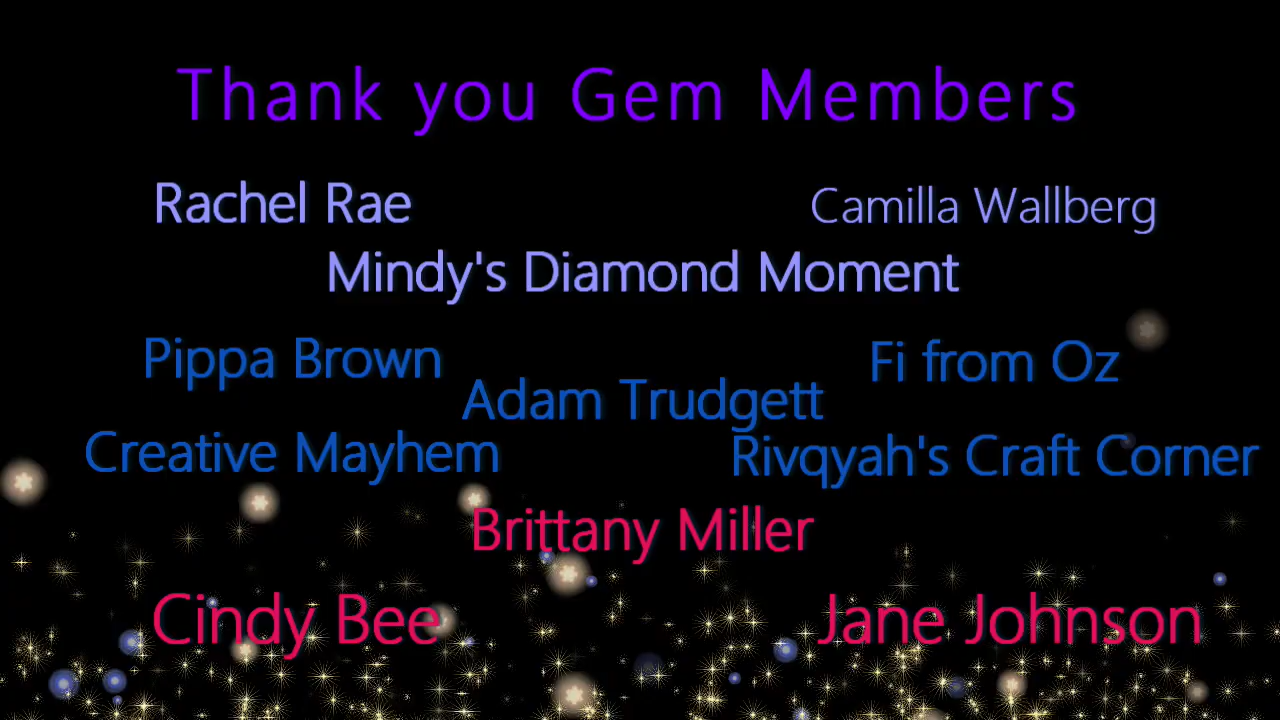 Thank you Gem Members
Rachel Rae
Camilla Wallberg
Mindy's Diamond Moment
Pippa Brown
Fi from Oz
Adam Trudgett
Creative Mayhem
Rivqyah's Craft Corner
Brittany Miller
Cindy Bee
Jane Johnson